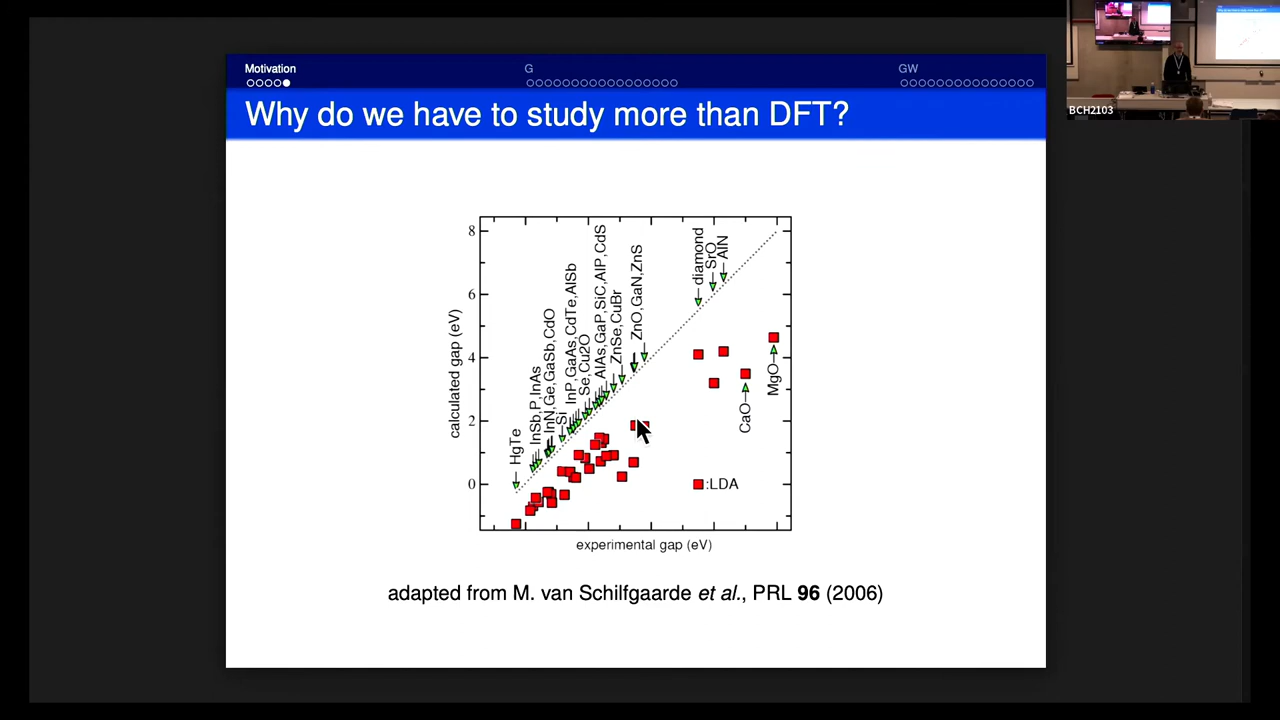 Motivation
G
GW
Why do we have to study more than DFT?
8
6
4
2
0
calculated gap (eV)
HgTe
InSb,P,InAs
InN,Ge,GaSb,CdO
Si
InP,GaAs,CdTe,AlSb
Se,Cu2O
AlAs,GaP,SiC,AlP,CdS
ZnSe,CuBr
ZnO,GaN,ZnS
diamond
SrO
AlN
CaO
MgO
:LDA
experimental gap (eV)
adapted from M. van Schilfgaarde et al., PRL 96 (2006)
BCH2103